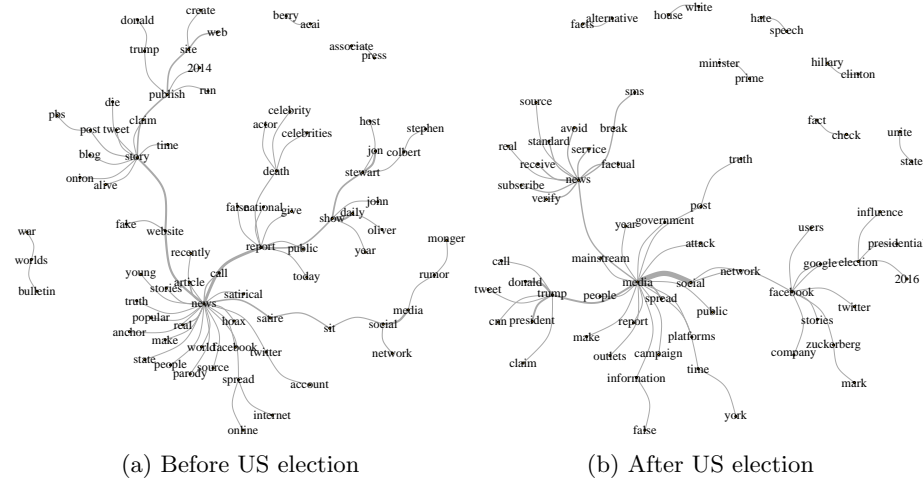 donald
create
trump
site
web
2014
publish
run
berry
acai
associate
press
pbs
die
claim
post
tweet
blog
story
time
onion
alive
actor
celebrity
celebrities
death
host
jon
stephen
colbert
stewart
false
national
give
show
daily
john
oliver
year
report
public
today
fake
website
war
worlds
bulletin
recently
young
article
call
stories
news
satirical
truth
popular
real
anchor
make
hoax
satire
state
people
parody
world
facebook
source
twitter
spread
account
internet
online
sit
social
network
media
rumor
monger
(a) Before US election
facts
alternative
house
white
hate
speech
minister
prime
hillary
clinton
fact
check
unite
state
source
sms
avoid
break
standard
real
service
receive
factual
news
subscribe
verify
truth
post
year
government
attack
mainstream
media
social
network
call
donald
tweet
trump
people
spread
public
cnn
president
report
platforms
make
claim
outlets
campaign
information
time
false
york
users
influence
google
election
presidential
2016
facebook
twitter
stories
company
zuckerberg
mark
(b) After US election